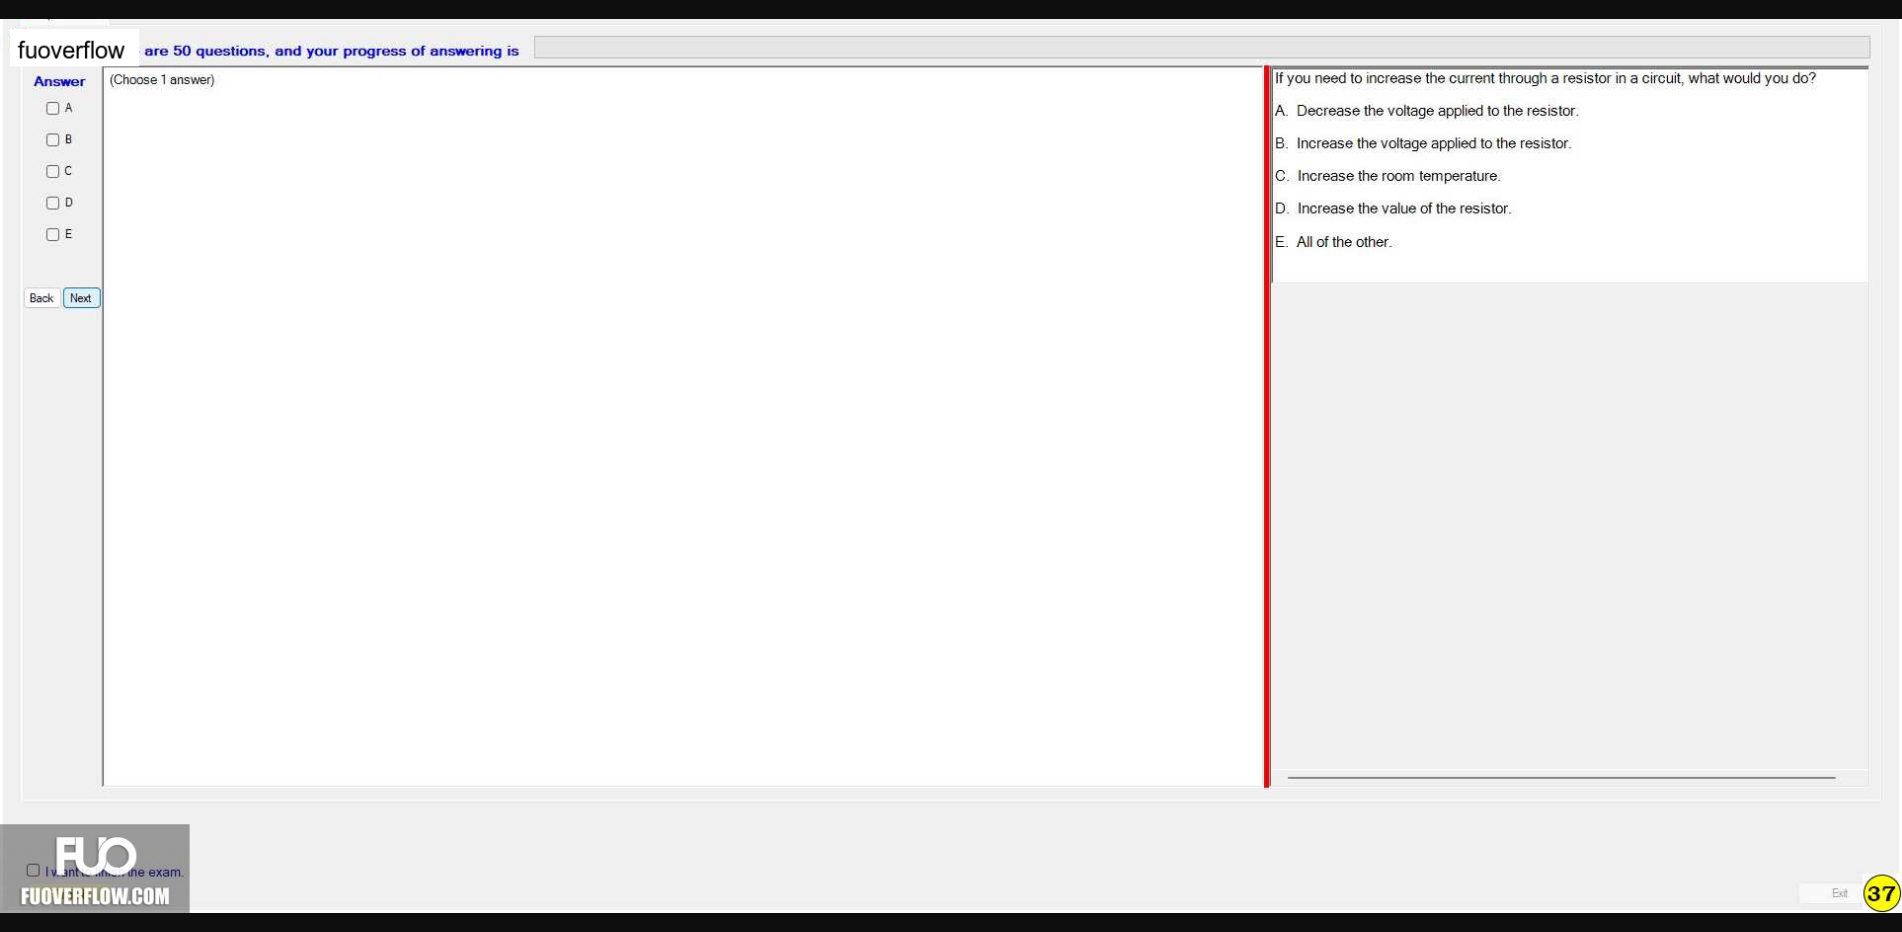 fuoverflow are 50 questions, and your progress of answering is
Answer
(Choose 1 answer)
A
B
C
D
E
Back Next
If you need to increase the current through a resistor in a circuit, what would you do?
A. Decrease the voltage applied to the resistor.
B. Increase the voltage applied to the resistor.
C. Increase the room temperature.
D. Increase the value of the resistor.
E. All of the other.
FUO
I want to finish the exam.
FUOVERFLOW.COM
Exit
37